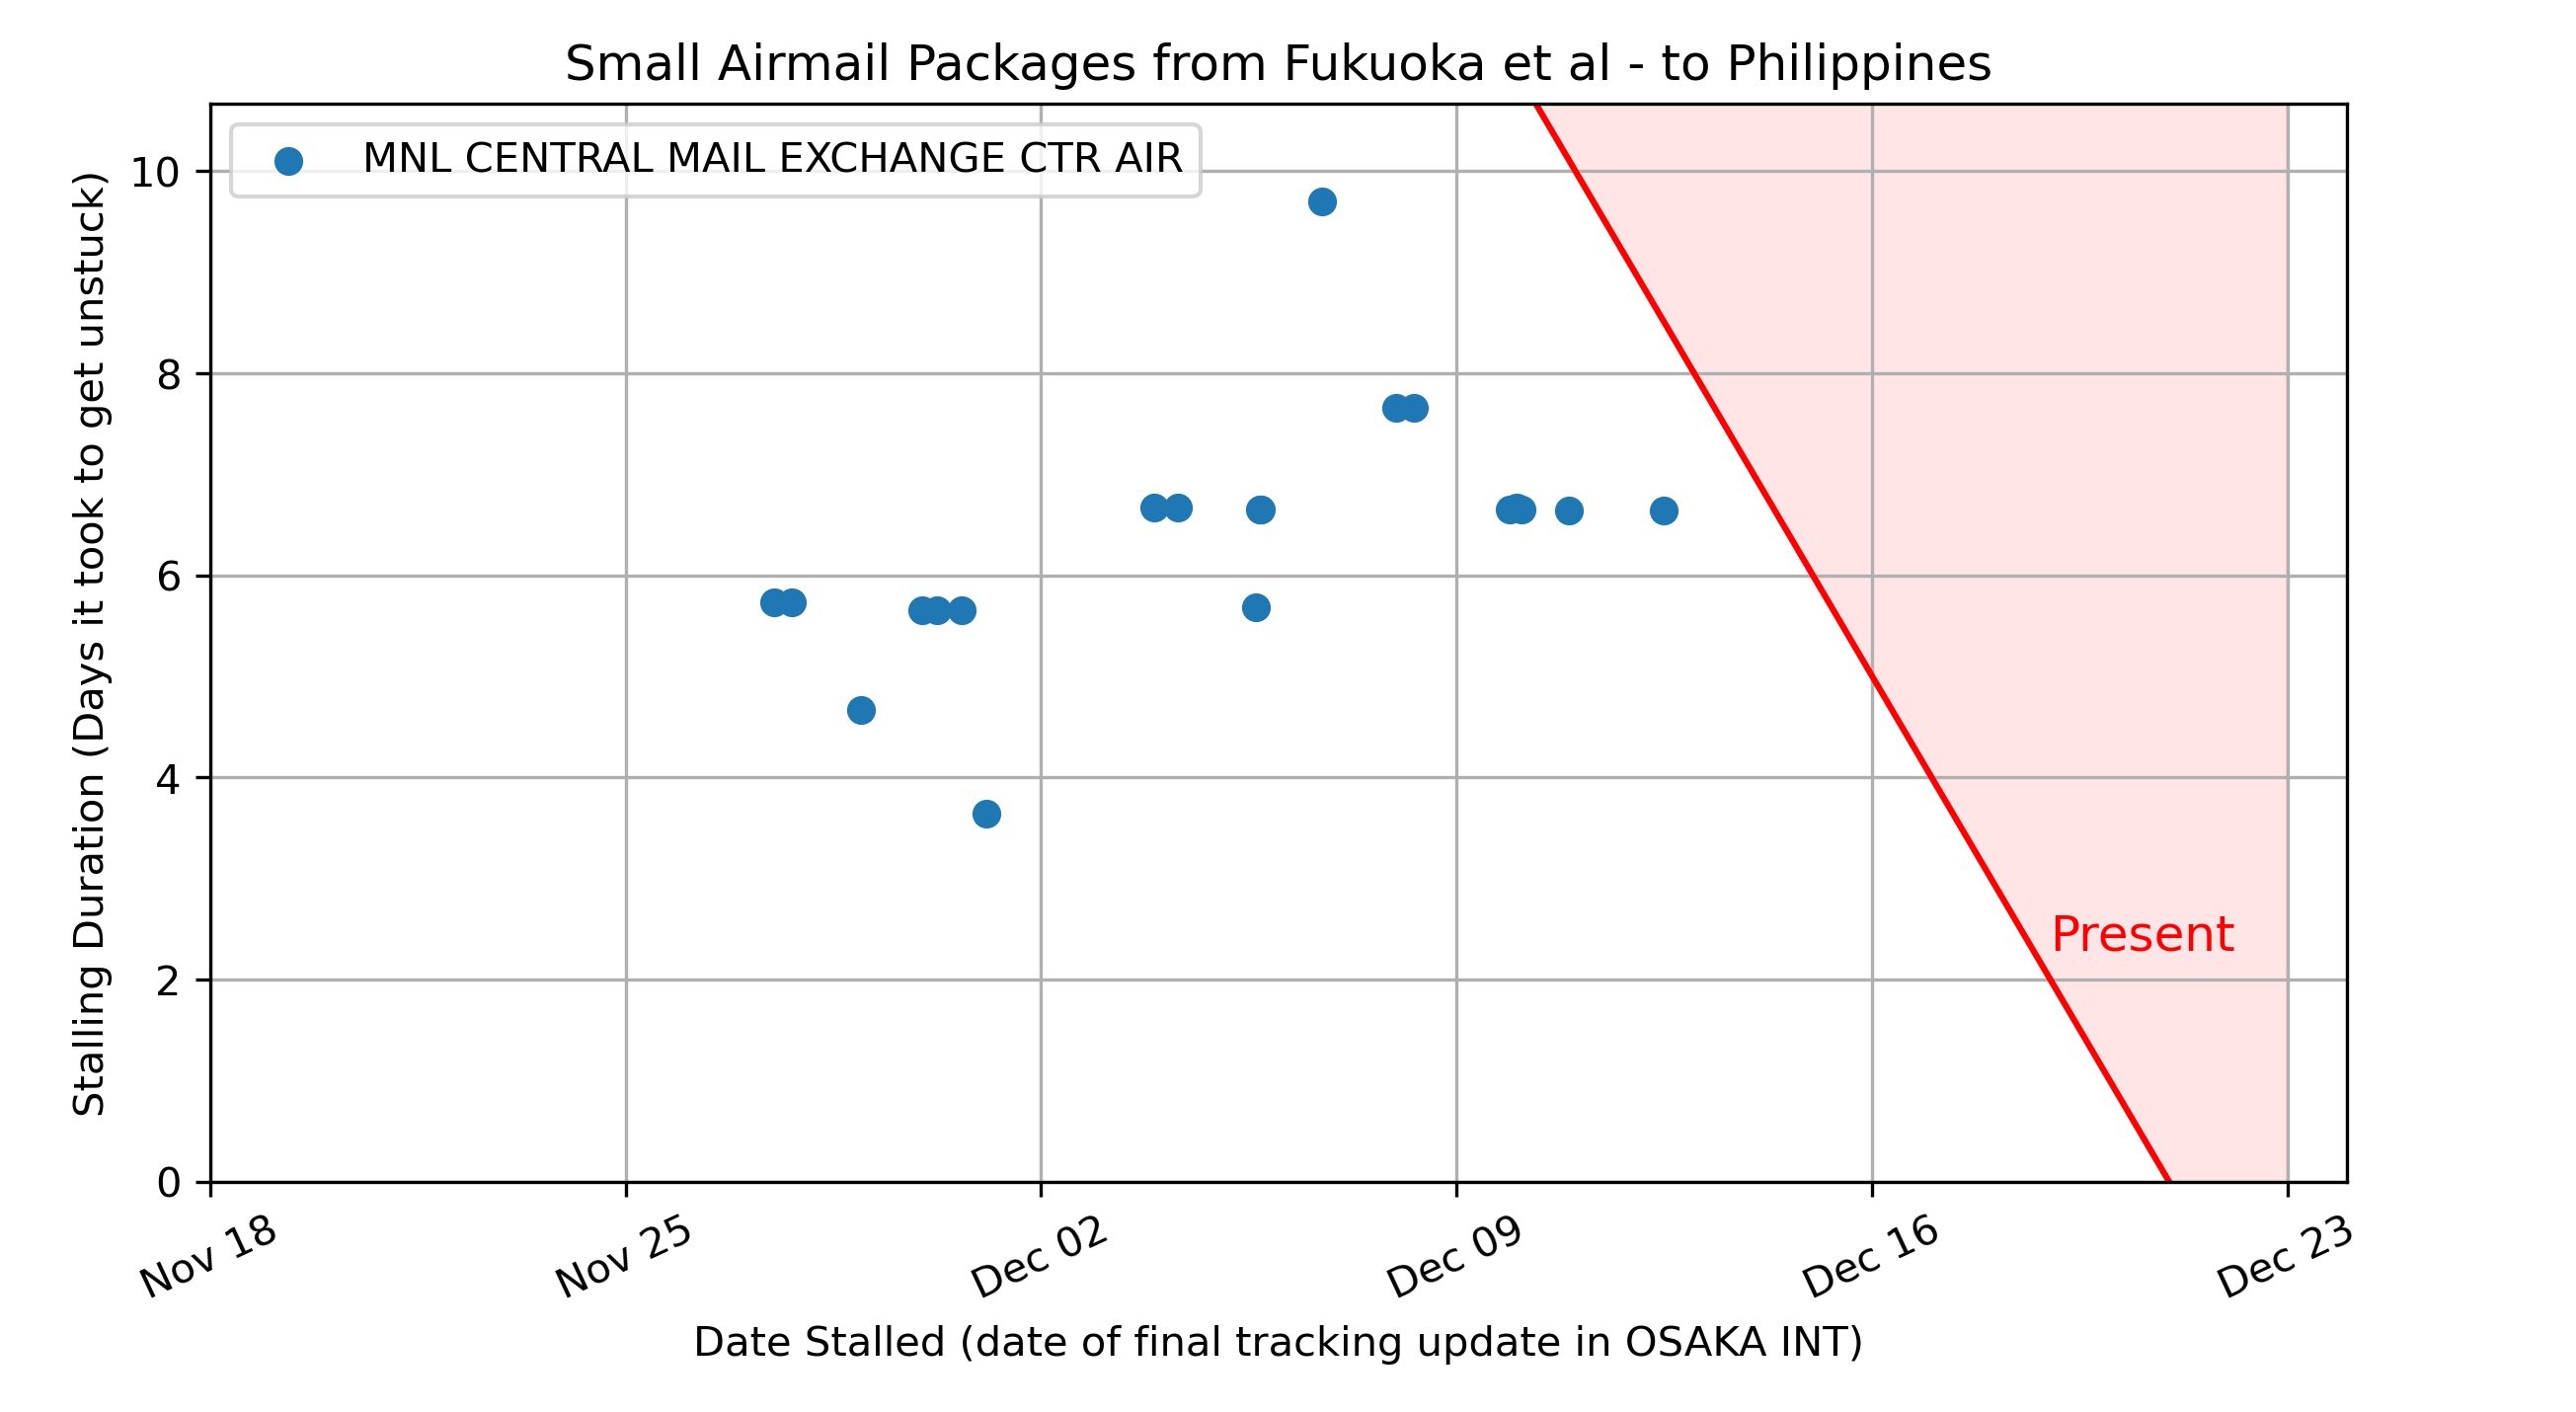 Small Airmail Packages from Fukuoka et al - to Philippines
MNL CENTRAL MAIL EXCHANGE CTR AIR
Stalling Duration (Days it took to get unstuck)
10
8
6
4
2
0
Present
Nov 18
Nov 25
Dec 02
Dec 09
Dec 16
Dec 23
Date Stalled (date of final tracking update in OSAKA INT)